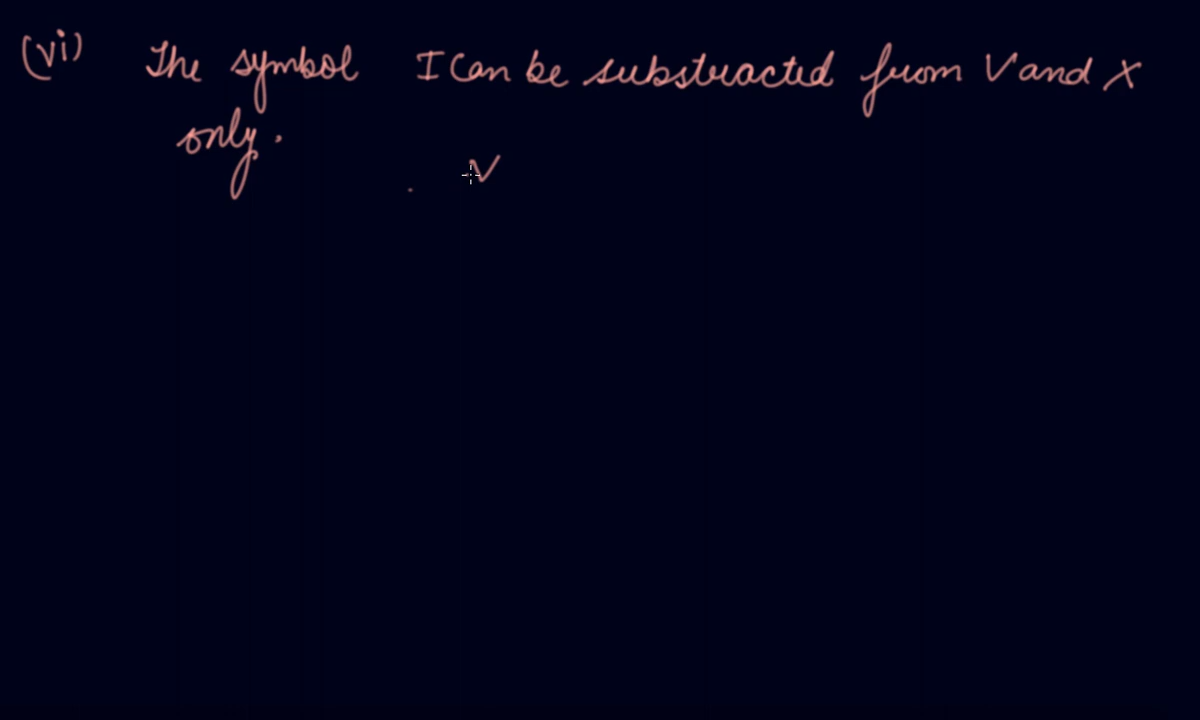 (vi) The symbol I can be substracted from V and X
only.
V